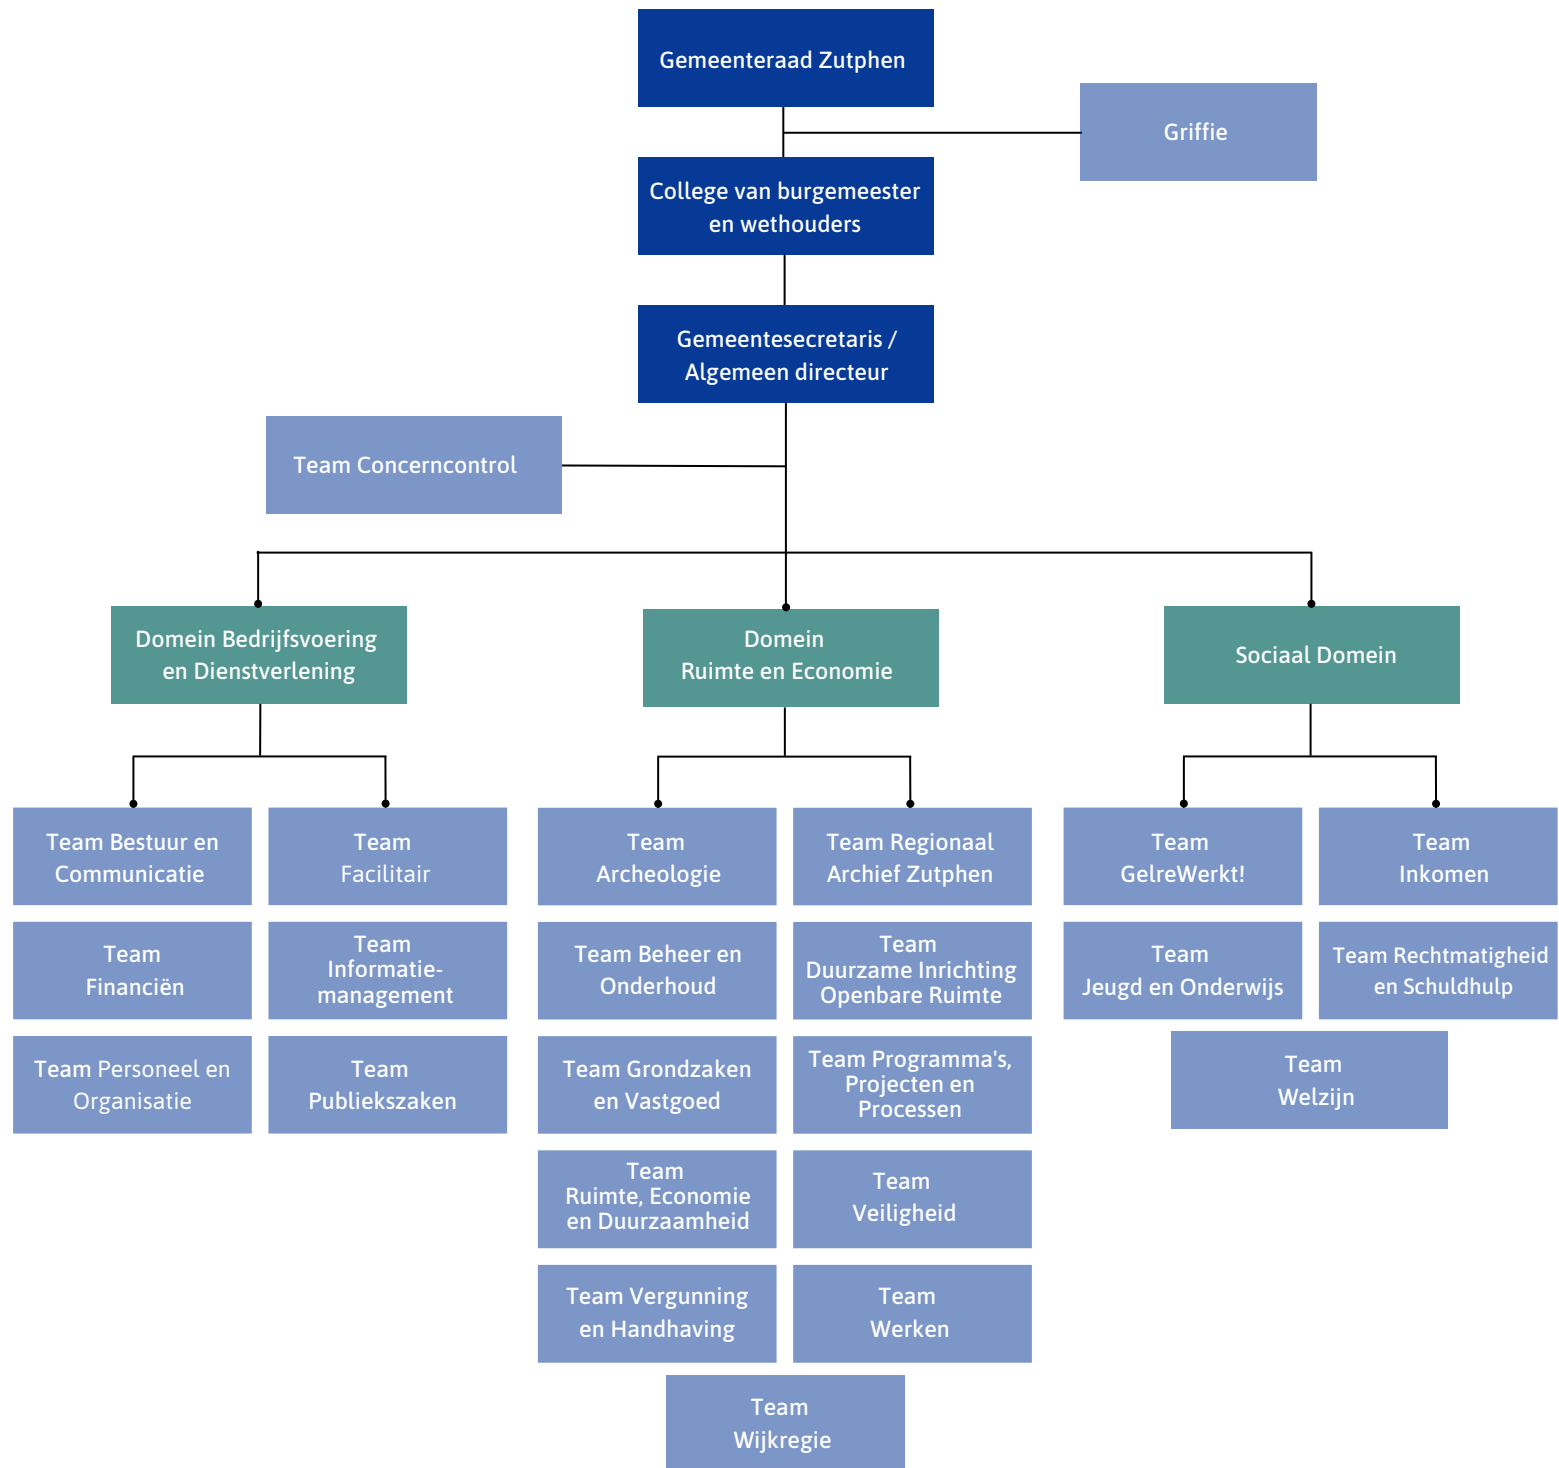 Gemeenteraad Zutphen
Griffie
College van burgemeester
en wethouders
Gemeentesecretaris /
Algemeen directeur
Team Concerncontrol
Domein Bedrijfsvoering
en Dienstverlening
Domein
Ruimte en Economie
Sociaal Domein
Team Bestuur en
Communicatie
Team
Facilitair
Team
Financiën
Team
Informatie-
management
Team Personeel en
Organisatie
Team
Publiekszaken
Team
Archeologie
Team Regionaal
Archief Zutphen
Team Beheer en
Onderhoud
Team
Duurzame Inrichting
Openbare Ruimte
Team Grondzaken
en Vastgoed
Team Programma's,
Projecten en
Processen
Team
Ruimte, Economie
en Duurzaamheid
Team
Veiligheid
Team Vergunning
en Handhaving
Team
Werken
Team
Wijkregie
Team
GelreWerkt!
Team
Inkomen
Team
Jeugd en Onderwijs
Team Rechtmatigheid
en Schuldhulp
Team
Welzijn